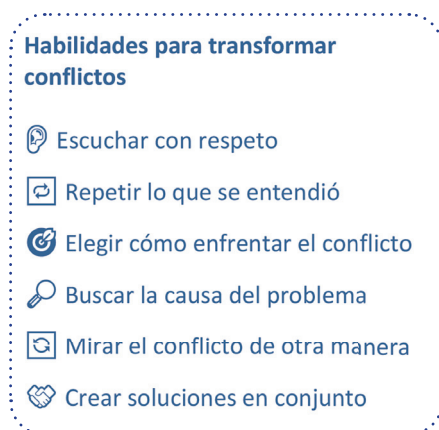 Habilidades para transformar
conflictos
Escuchar con respeto
Repetir lo que se entendió
Elegir cómo enfrentar el conflicto
Buscar la causa del problema
Mirar el conflicto de otra manera
Crear soluciones en conjunto